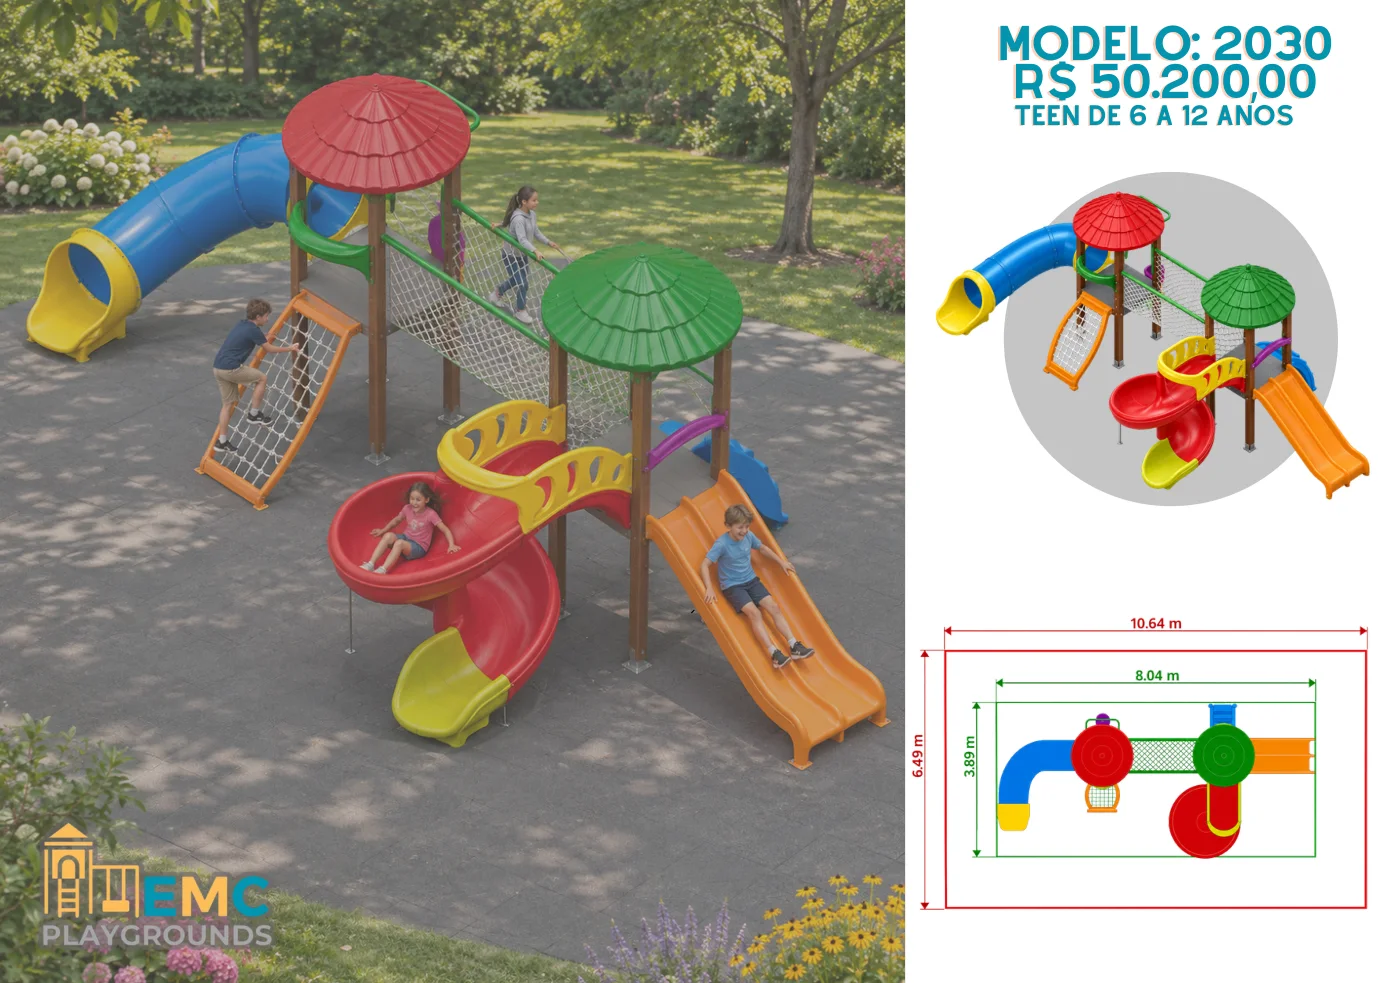 MODELO: 2030
R$ 50.200,00
TEEN DE 6 A 12 ANOS
10.64 m
8.04 m
6.49 m
3.89 m
EMC
PLAYGROUNDS